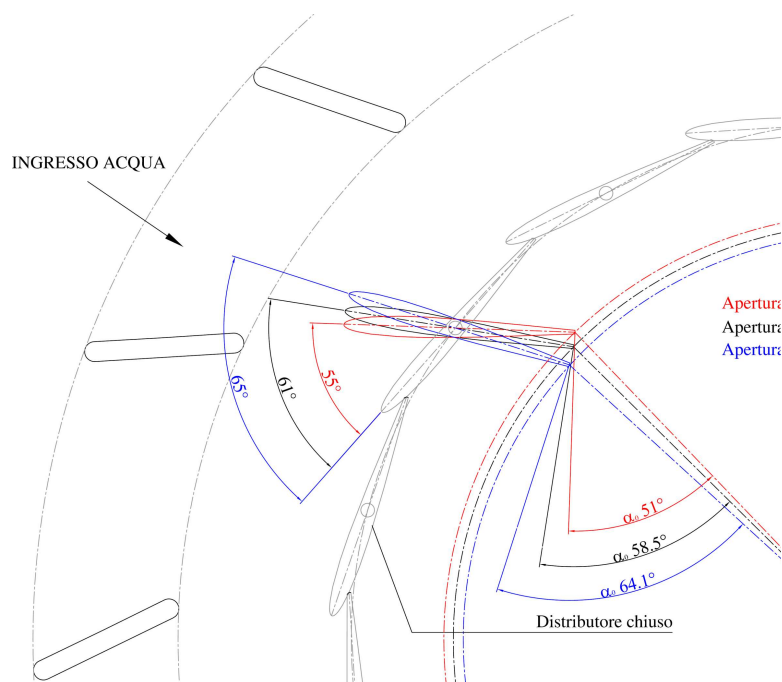 INGRESSO ACQUA
Apertura
Apertura
Apertura
65°
61°
55°
α₀ 51°
α₀ 58.5°
α₀ 64.1°
Distributore chiuso